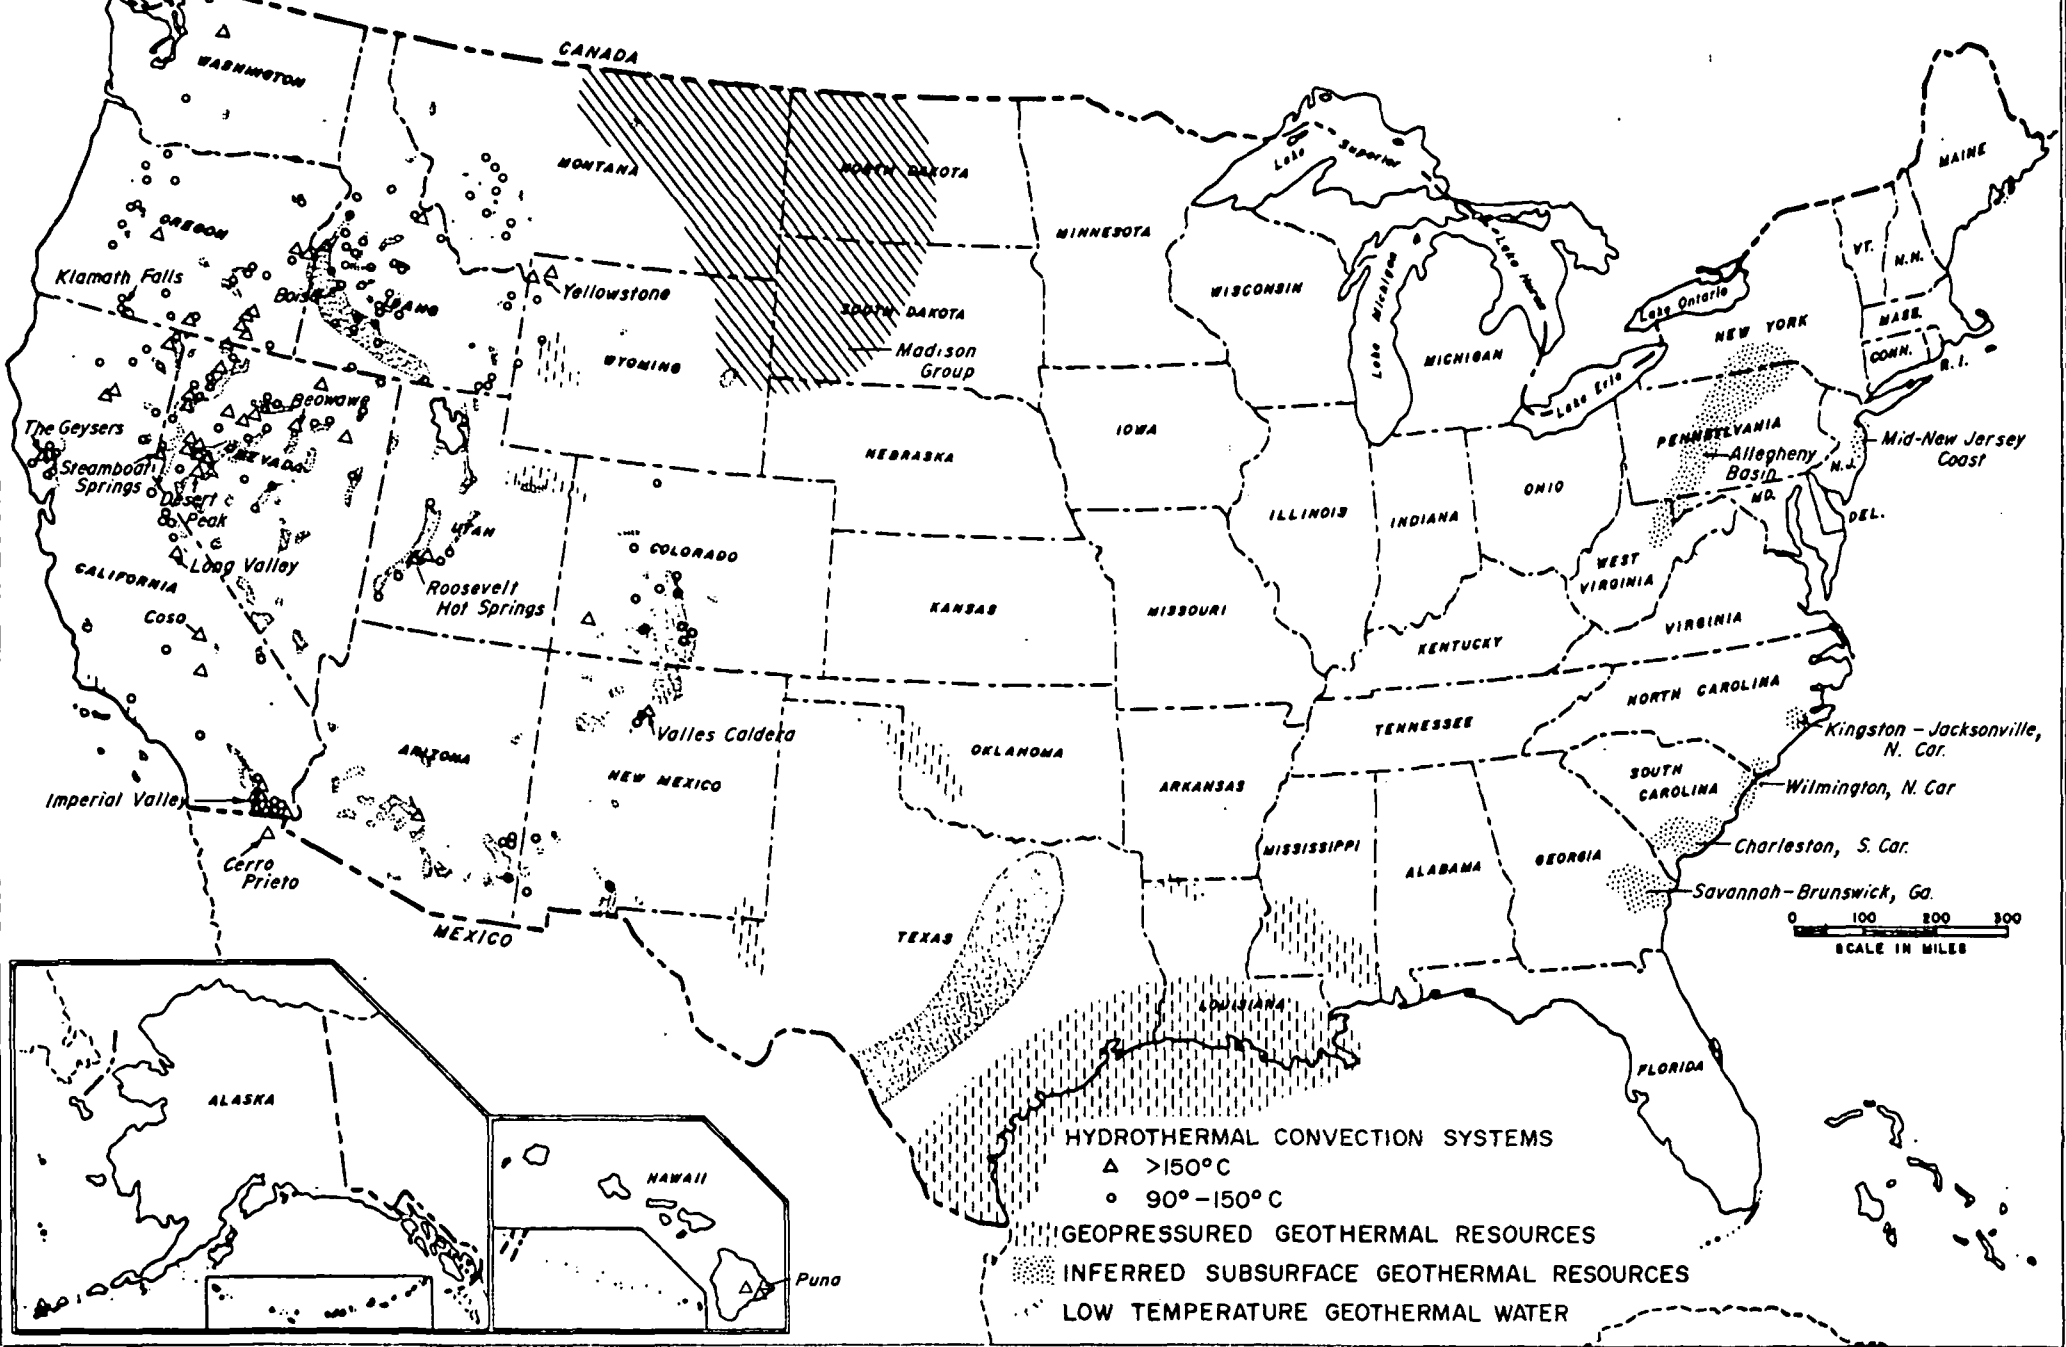 CANADA
WASHINGTON
MONTANA
NORTH DAKOTA
MINNESOTA
Lake Superior
MAINE
OREGON
Klamath Falls
Boise
IDAHO
Yellowstone
WYOMING
SOUTH DAKOTA
Madison
Group
WISCONSIN
Lake Michigan
Lake Huron
MICHIGAN
Lake Ontario
Lake Erie
NEW YORK
VT.
N.H.
MASS.
CONN.
R.I.
The Geysers
Steamboat
Springs
Beowawe
NEVADA
Desert
Peak
Long Valley
CALIFORNIA
Coso
UTAH
Roosevelt
Hot Springs
COLORADO
NEBRASKA
IOWA
KANSAS
MISSOURI
ILLINOIS
INDIANA
OHIO
PENNSYLVANIA
Allegheny
Basin
N.J.
Mid-New Jersey
Coast
MD.
DEL.
WEST
VIRGINIA
VIRGINIA
KENTUCKY
TENNESSEE
NORTH CAROLINA
Kingston - Jacksonville,
N. Car.
SOUTH
CAROLINA
Wilmington, N. Car
Charleston, S. Car.
Savannah-Brunswick, Ga.
Imperial Valley
Cerro
Prieto
ARIZONA
NEW MEXICO
Valles Caldera
OKLAHOMA
ARKANSAS
MISSISSIPPI
ALABAMA
GEORGIA
MEXICO
TEXAS
LOUISIANA
FLORIDA
0 100 200 300
SCALE IN MILES
ALASKA
HAWAII
Puna
HYDROTHERMAL CONVECTION SYSTEMS
>150°C
90°-150°C
GEOPRESSURED GEOTHERMAL RESOURCES
INFERRED SUBSURFACE GEOTHERMAL RESOURCES
LOW TEMPERATURE GEOTHERMAL WATER